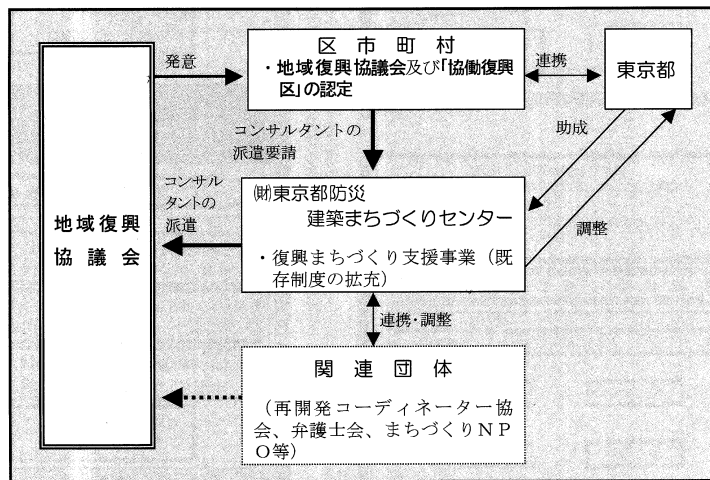 区市町村
・地域復興協議会及び「協働復興
区」の認定
発意
連携
東京都
コンサルタントの
派遣要請
助成
コンサル
タントの
派遣
㈶東京都防災
建築まちづくりセンター
・復興まちづくり支援事業（既
存制度の拡充）
調整
地域復興
協議会
連携・調整
関連団体
（再開発コーディネーター協
会、弁護士会、まちづくりＮＰ
Ｏ等）